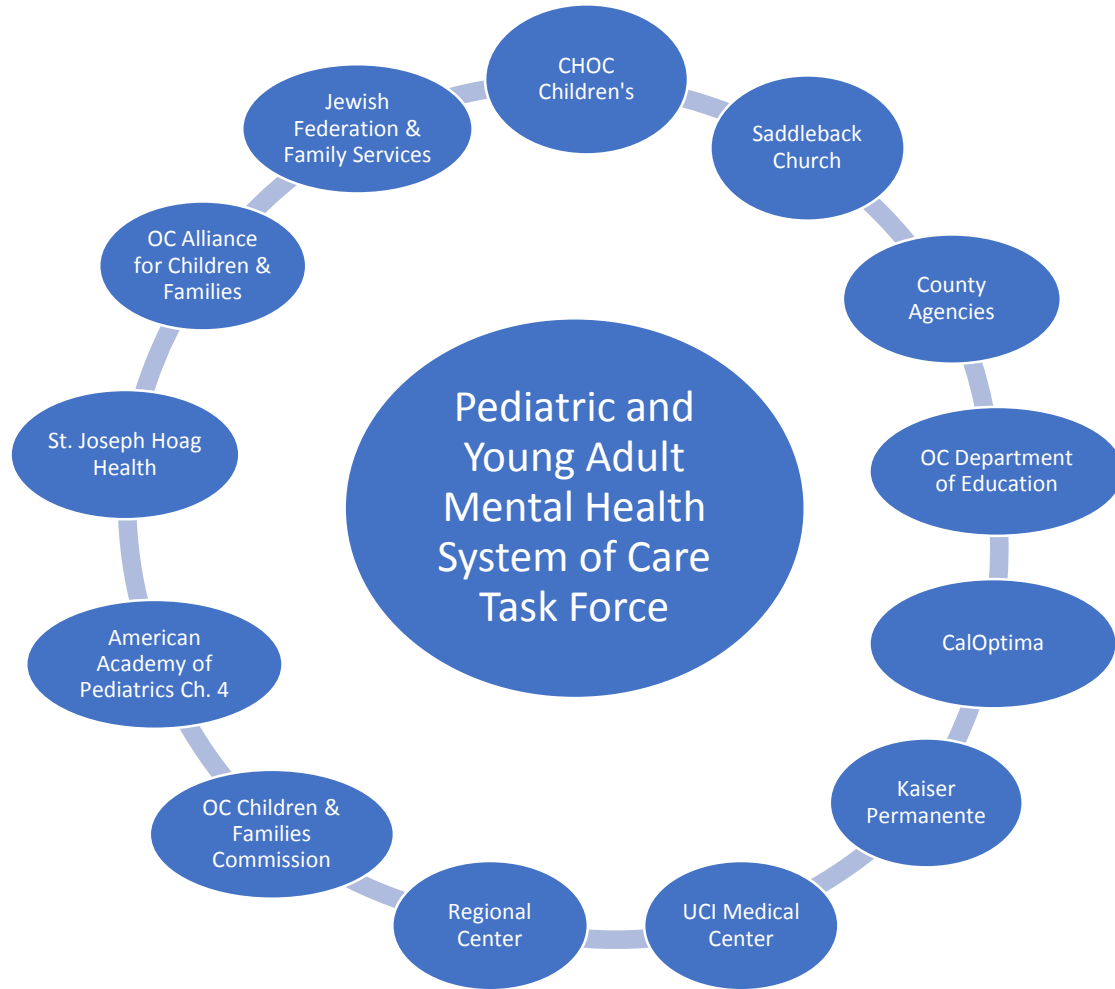 CHOC
Children's
Saddleback
Church
County
Agencies
OC Department
of Education
CalOptima
Kaiser
Permanente
UCI Medical
Center
Regional
Center
OC Children &
Families
Commission
American
Academy of
Pediatrics Ch. 4
St. Joseph Hoag
Health
OC Alliance
for Children &
Families
Jewish
Federation &
Family Services
Pediatric and
Young Adult
Mental Health
System of Care
Task Force